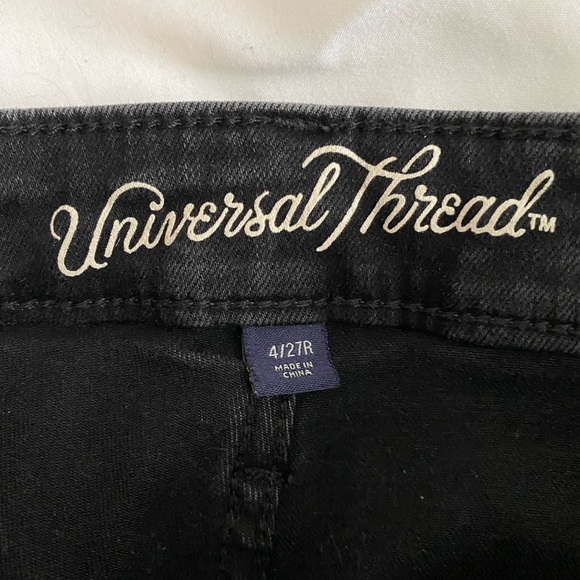 Universal Thread™
4/27R
MADE IN
CHINA